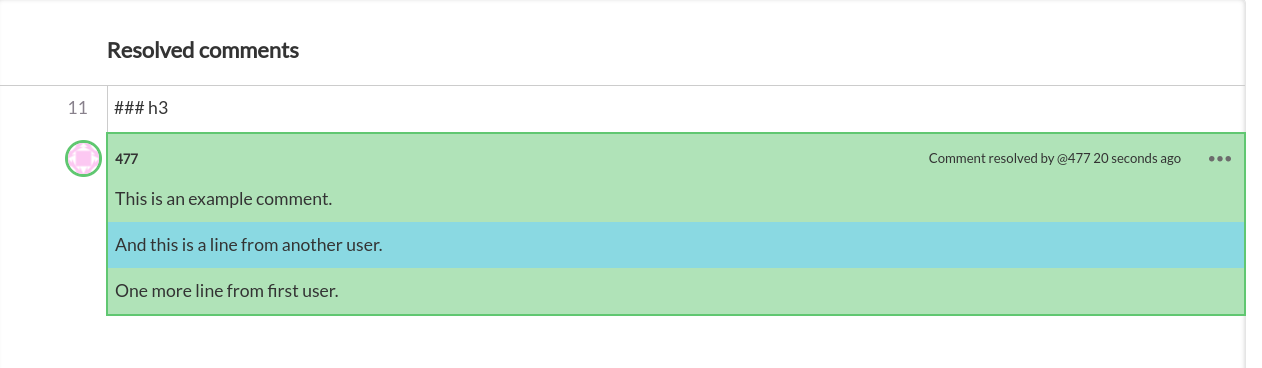 Resolved comments
11 ### h3
477 Comment resolved by @477 20 seconds ago
This is an example comment.
And this is a line from another user.
One more line from first user.